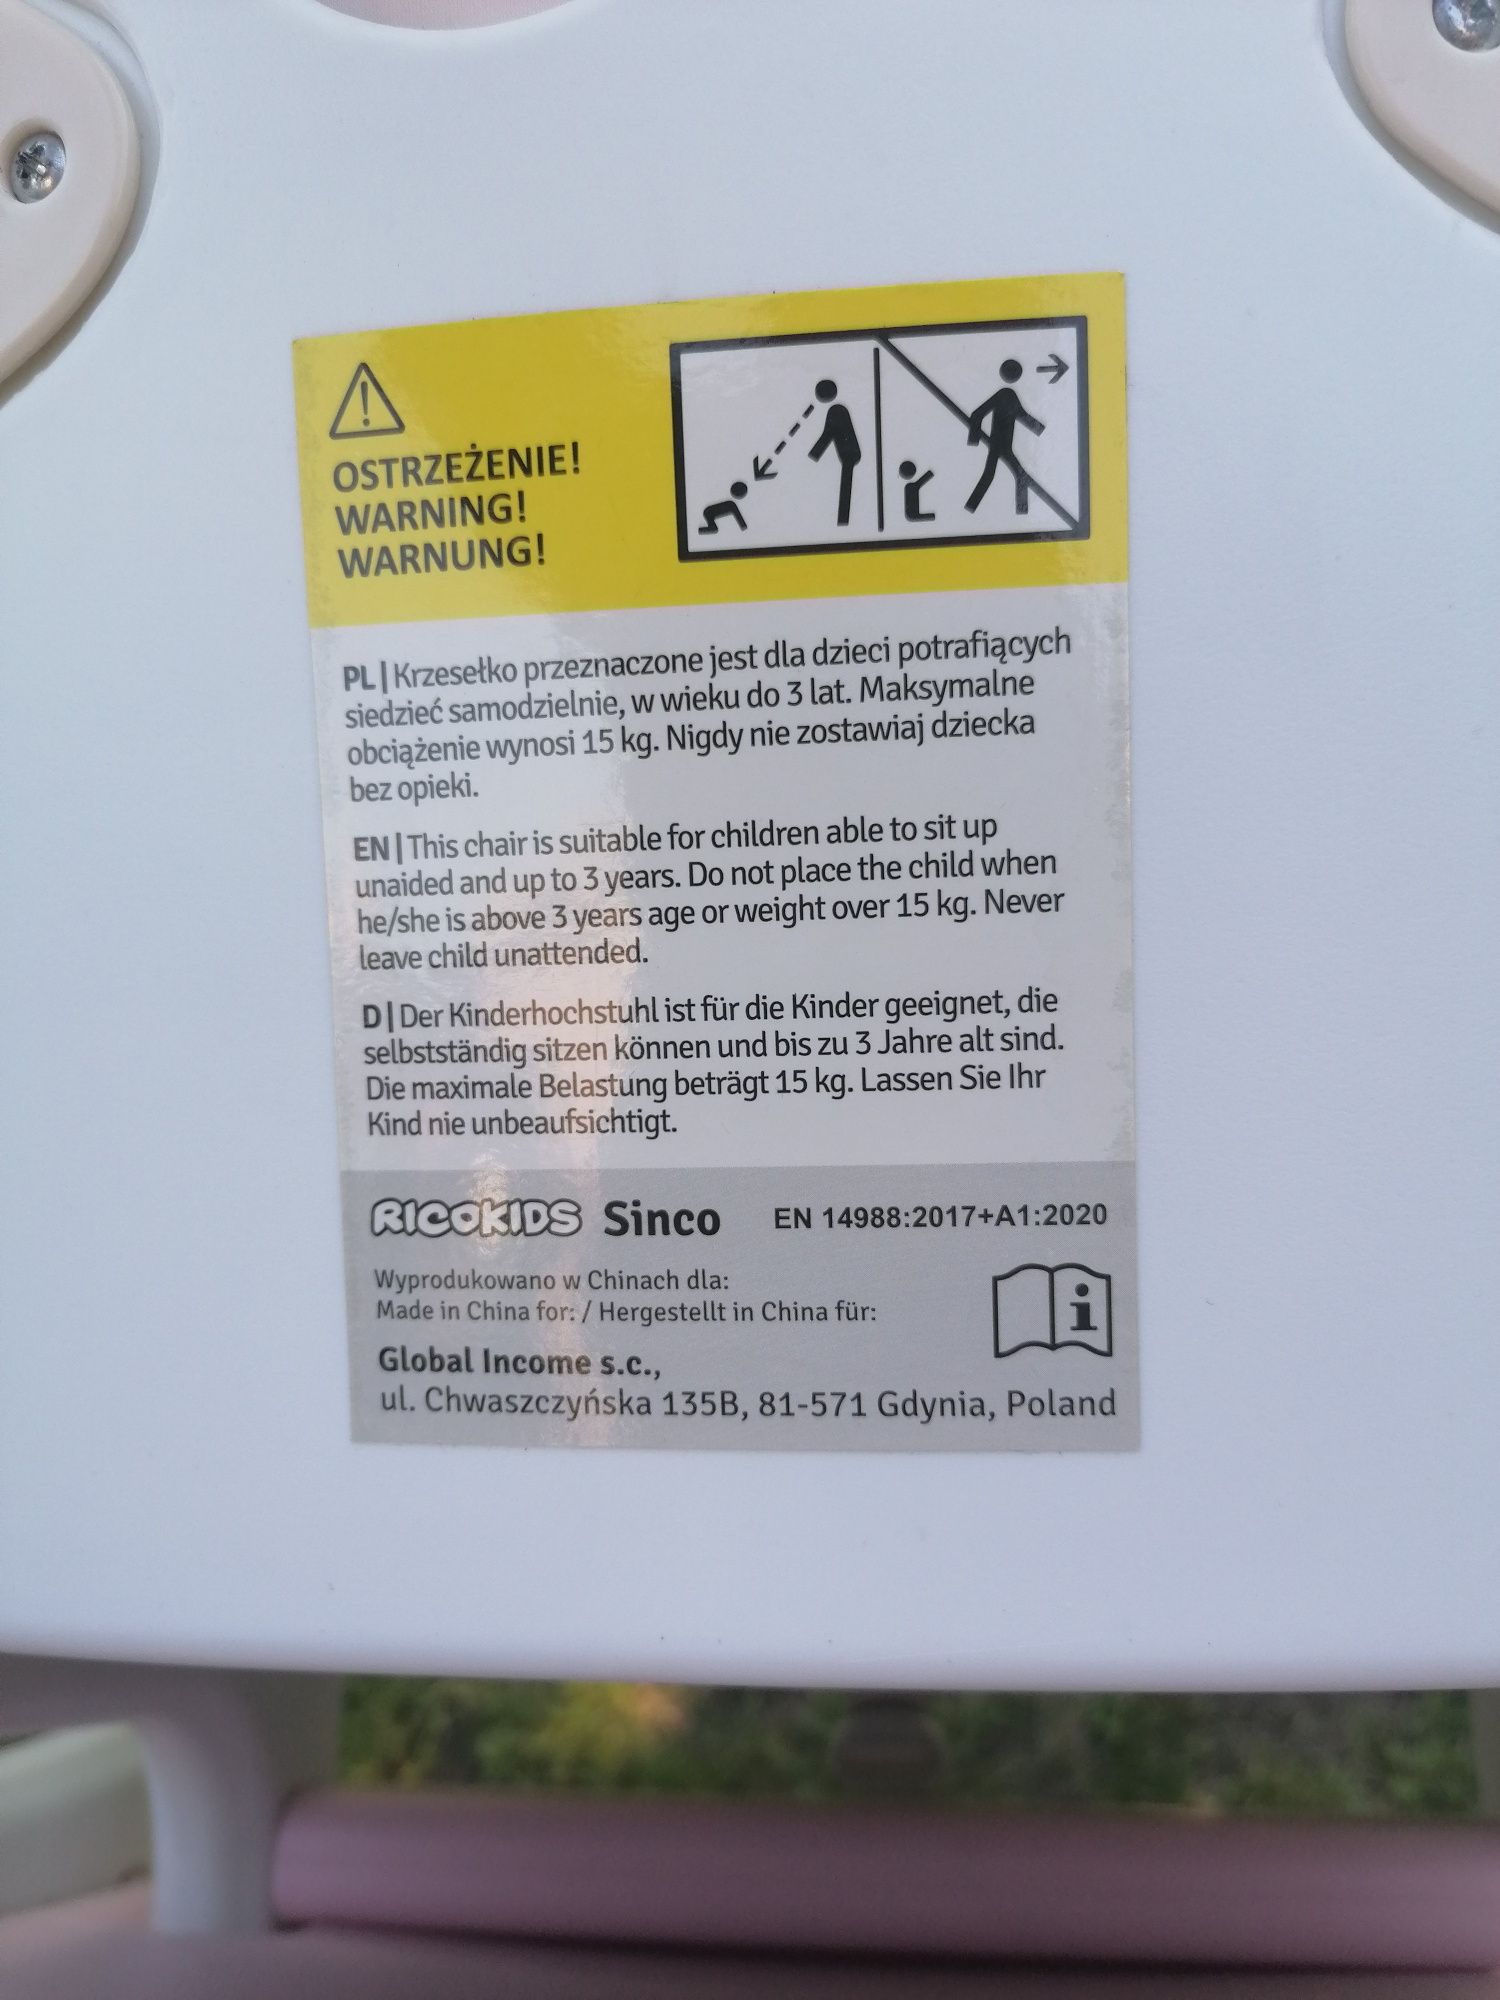 OSTRZEŻENIE!
WARNING!
WARNUNG!
PL | Krzesełko przeznaczone jest dla dzieci potrafiących
siedzieć samodzielnie, w wieku do 3 lat. Maksymalne
obciążenie wynosi 15 kg. Nigdy nie zostawiaj dziecka
bez opieki.
EN | This chair is suitable for children able to sit up
unaided and up to 3 years. Do not place the child when
he/she is above 3 years age or weight over 15 kg. Never
leave child unattended.
D | Der Kinderhochstuhl ist für die Kinder geeignet, die
selbstständig sitzen können und bis zu 3 Jahre alt sind.
Die maximale Belastung beträgt 15 kg. Lassen Sie Ihr
Kind nie unbeaufsichtigt.
RICOKIDS Sinco EN 14988:2017+A1:2020
Wyprodukowano w Chinach dla:
Made in China for: / Hergestellt in China für:
Global Income s.c.,
ul. Chwaszczyńska 135B, 81-571 Gdynia, Poland